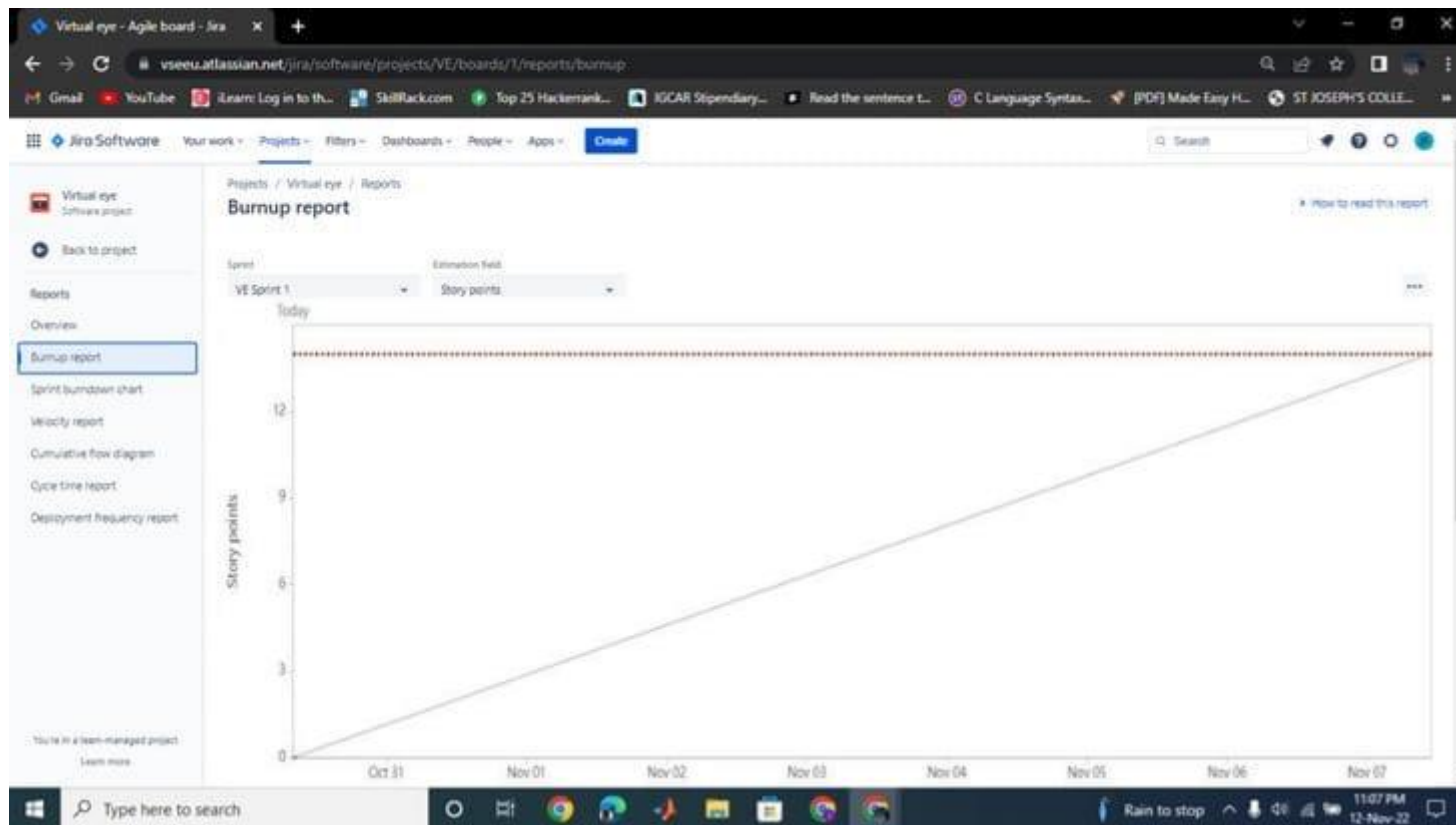 Virtual eye - Agile board - Jira
vseeu.atlassian.net/jira/software/projects/VE/boards/1/reports/burnup
Gmail YouTube iLearn: Log in to th... SkillRack.com Top 25 Hackerrank... IGCAR Stipendiary... Read the sentence t... C Language Syntax... [PDF] Made Easy H... ST JOSEPH'S COLLE...
Jira Software Your work Projects Filters Dashboards People Apps Create Search
Virtual eye
Software project
Back to project
Reports
Overview
Burnup report
Sprint burndown chart
Velocity report
Cumulative flow diagram
Cycle time report
Deployment frequency report
You're in a team-managed project
Learn more
Projects / Virtual eye / Reports
Burnup report
How to read this report
Sprint Estimation field
VE Sprint 1 Story points
Today
12
9
6
3
0
Story points
Oct 31 Nov 01 Nov 02 Nov 03 Nov 04 Nov 05 Nov 06 Nov 07
Type here to search
Rain to stop
11:07 PM
12-Nov-22